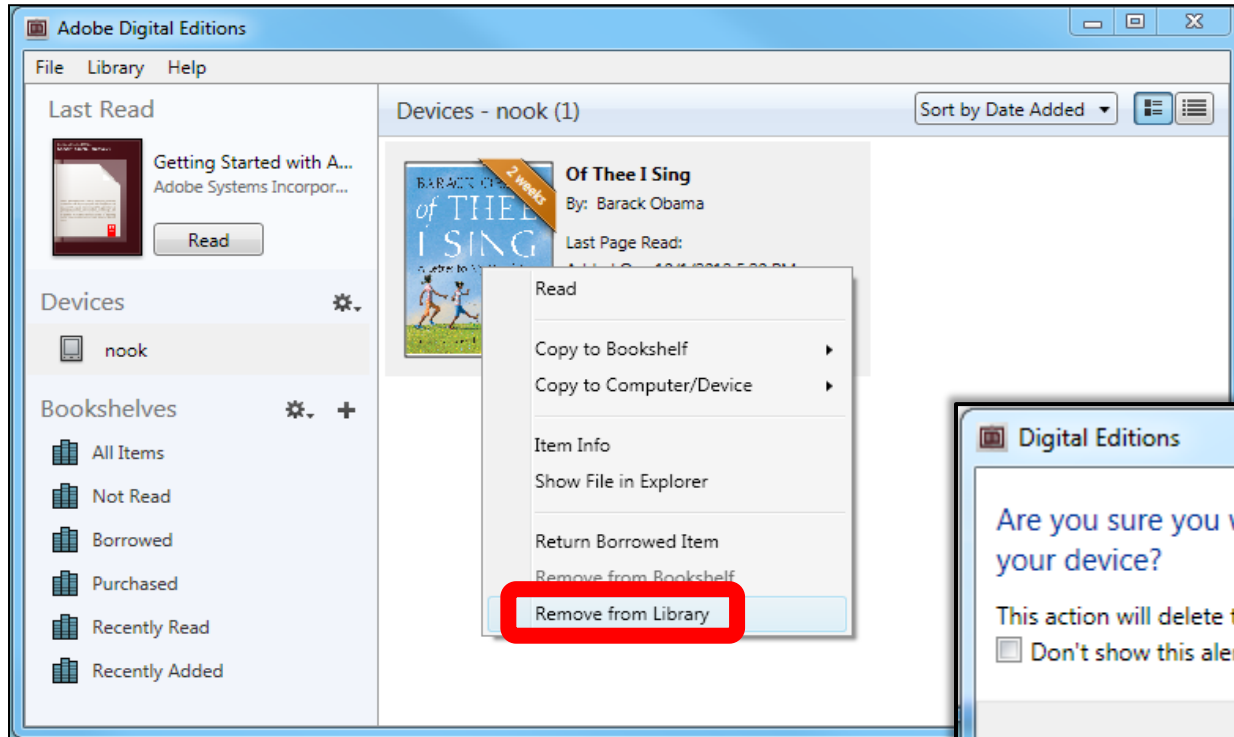 Adobe Digital Editions
File Library Help
Last Read
Getting Started with A...
Adobe Systems Incorpor...
Read
Devices
nook
Bookshelves
All Items
Not Read
Borrowed
Purchased
Recently Read
Recently Added
Devices - nook (1)
Sort by Date Added
2 weeks
BARACK
of THEE
I SING
Of Thee I Sing
By: Barack Obama
Last Page Read:
Read
Copy to Bookshelf
Copy to Computer/Device
Item Info
Show File in Explorer
Return Borrowed Item
Remove from Bookshelf
Remove from Library
Digital Editions
Are you sure you
your device?
This action will delete
Don't show this